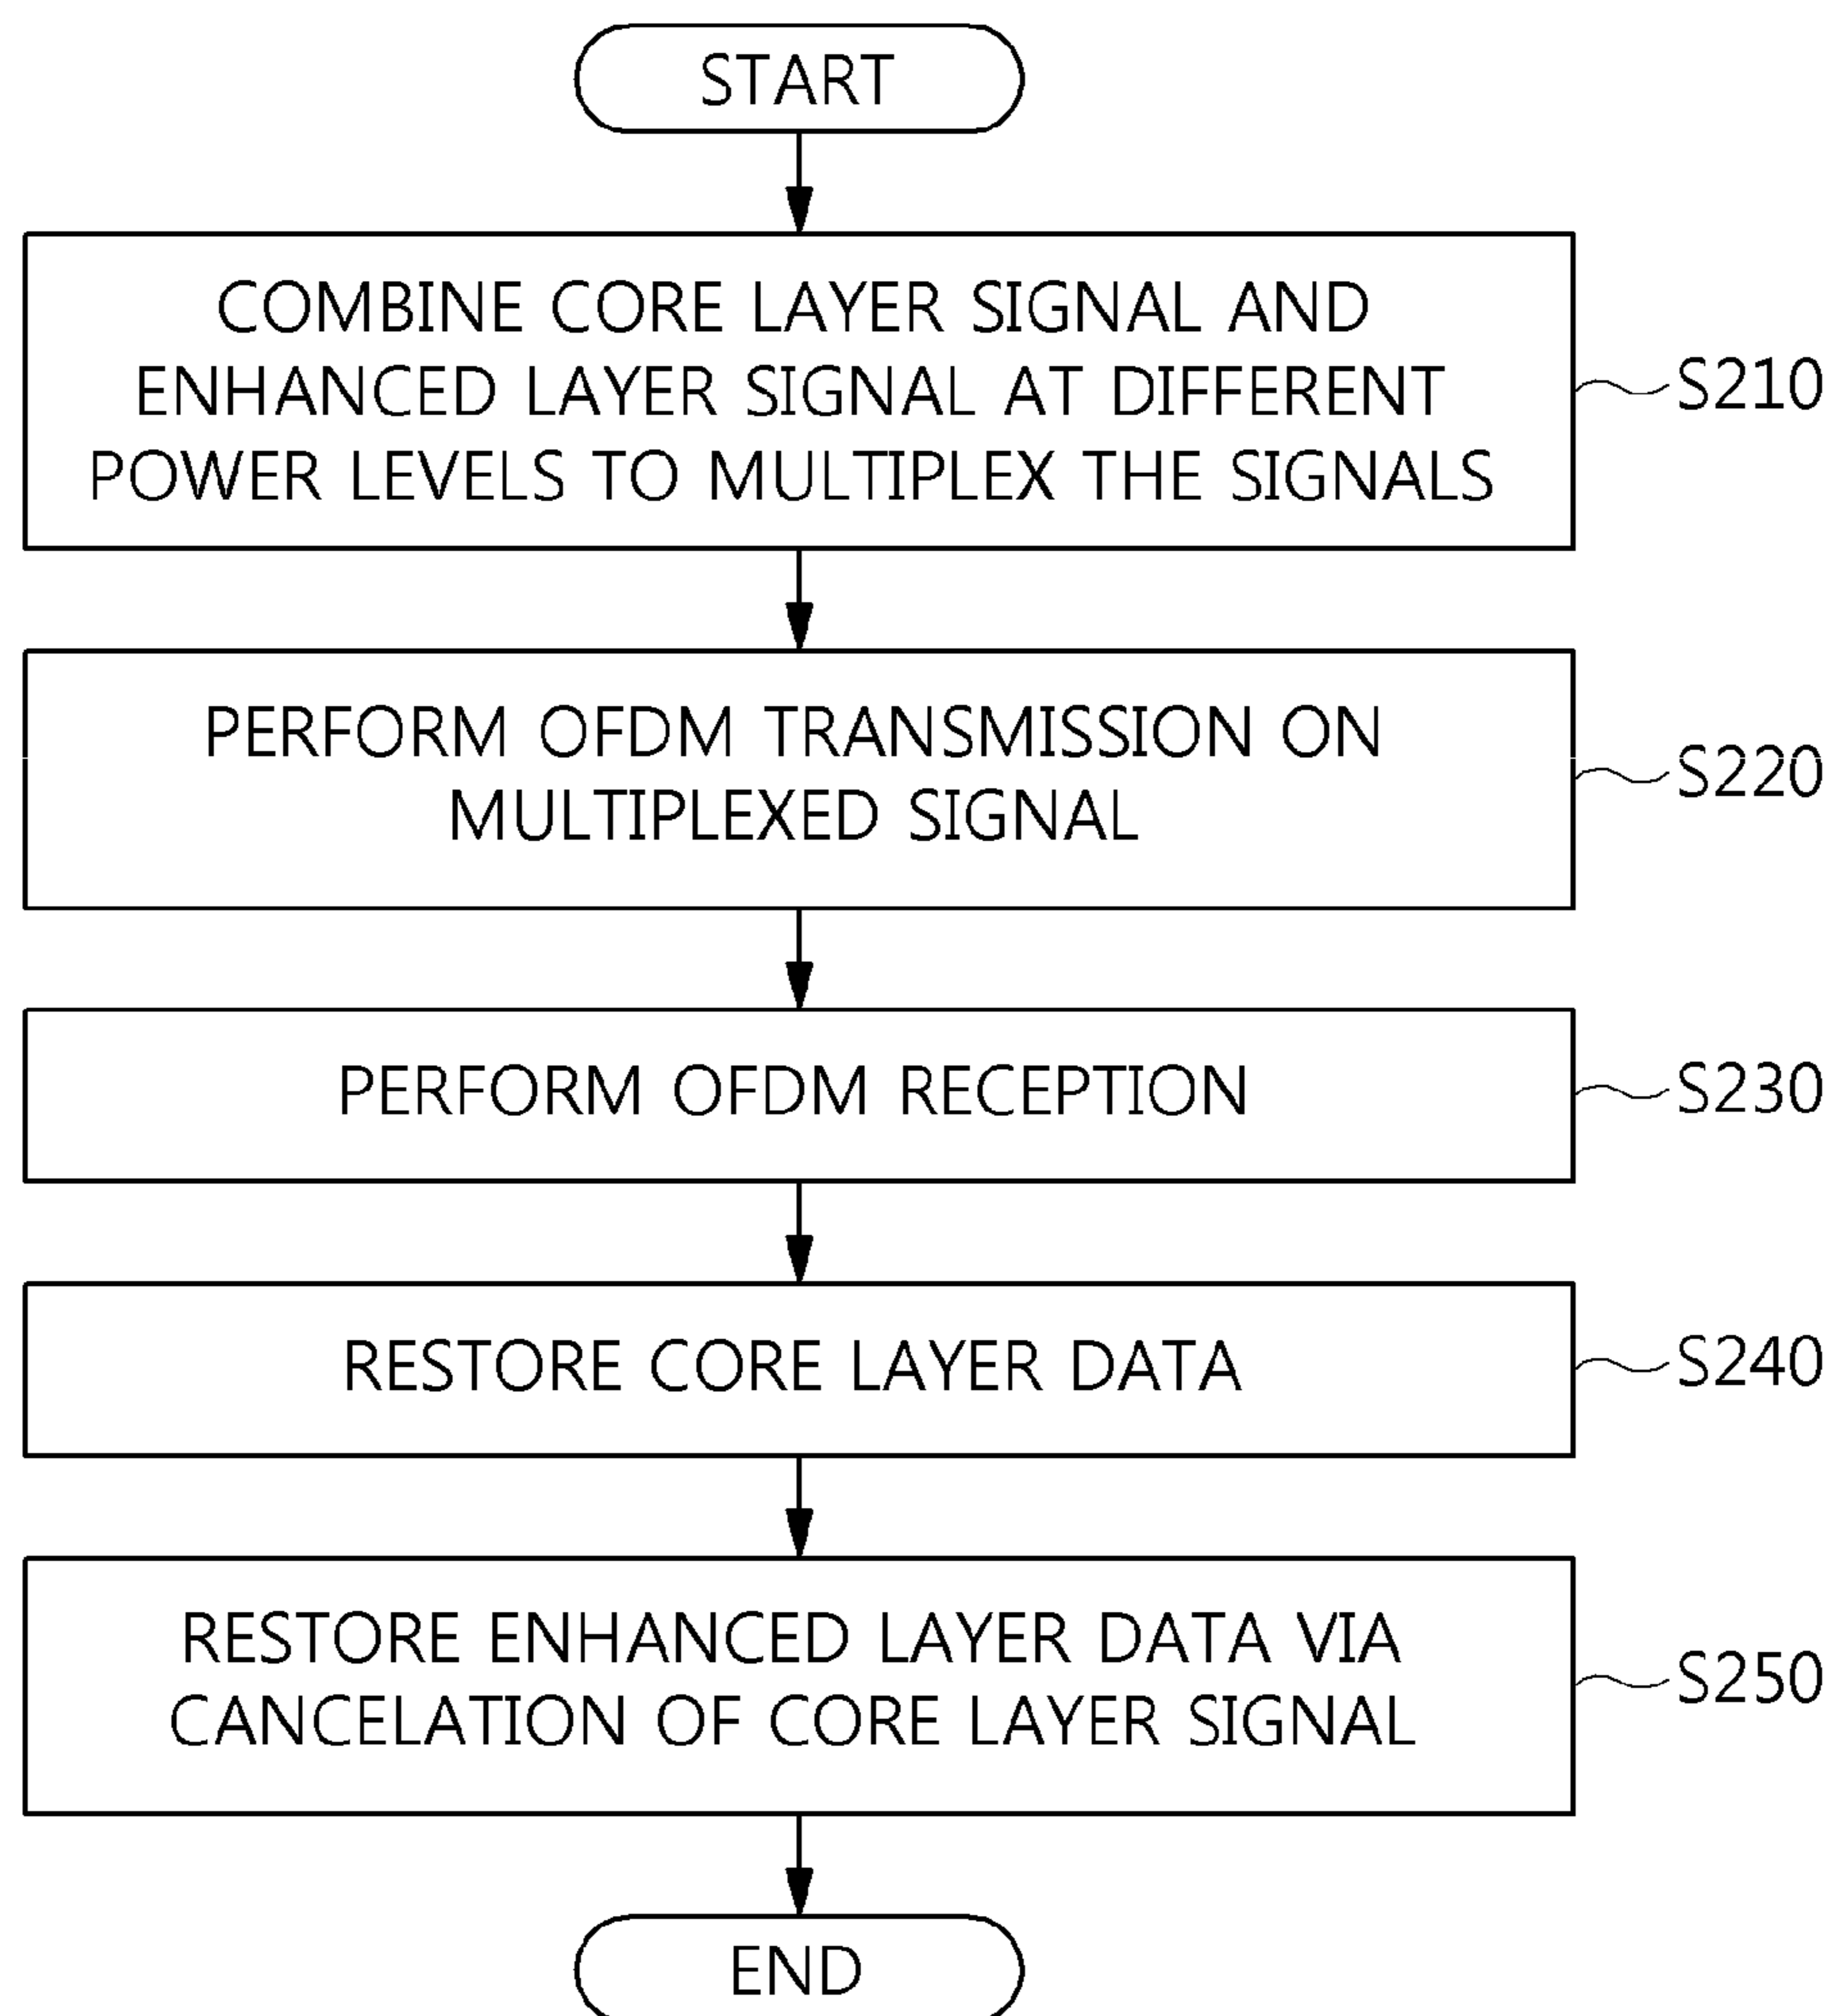 START
COMBINE CORE LAYER SIGNAL AND
ENHANCED LAYER SIGNAL AT DIFFERENT
POWER LEVELS TO MULTIPLEX THE SIGNALS
S210
PERFORM OFDM TRANSMISSION ON
MULTIPLEXED SIGNAL
S220
PERFORM OFDM RECEPTION
S230
RESTORE CORE LAYER DATA
S240
RESTORE ENHANCED LAYER DATA VIA
CANCELATION OF CORE LAYER SIGNAL
S250
END